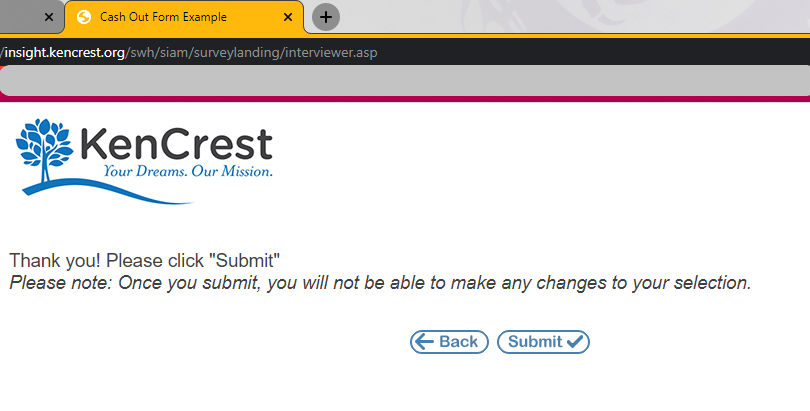 Cash Out Form Example
/insight.kencrest.org/swh/siam/surveylanding/interviewer.asp
KenCrest
Your Dreams. Our Mission.
Thank you! Please click "Submit"
Please note: Once you submit, you will not be able to make any changes to your selection.
Back Submit